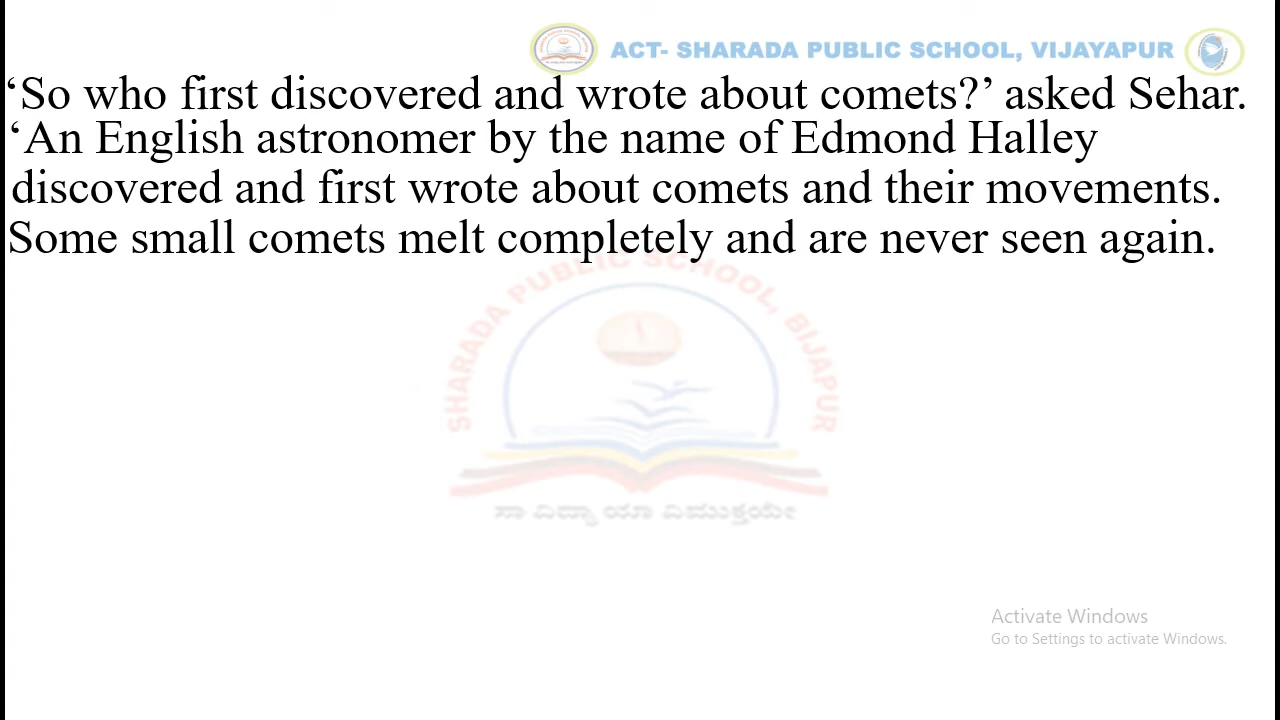 ACT- SHARADA PUBLIC SCHOOL, VIJAYAPUR
‘So who first discovered and wrote about comets?’ asked Sehar.
‘An English astronomer by the name of Edmond Halley
discovered and first wrote about comets and their movements.
Some small comets melt completely and are never seen again.
SHARADA PUBLIC SCHOOL, BIJAPUR
ಸಾ ವಿದ್ಯಾ ಯಾ ವಿಮುಕ್ತಯೇ
Activate Windows
Go to Settings to activate Windows.